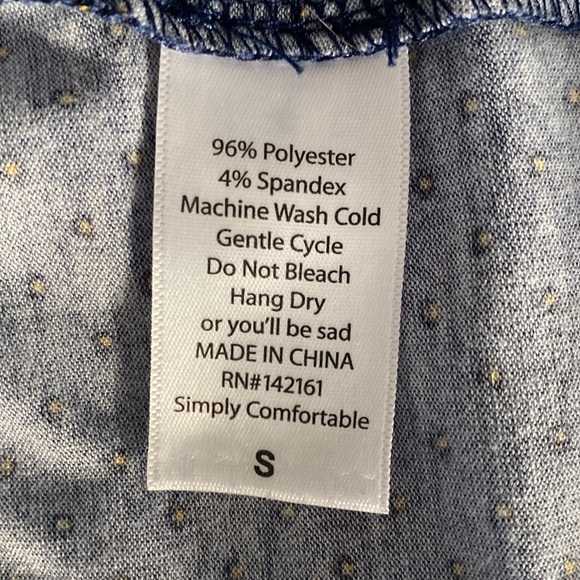 96% Polyester
4% Spandex
Machine Wash Cold
Gentle Cycle
Do Not Bleach
Hang Dry
or you'll be sad
MADE IN CHINA
RN#142161
Simply Comfortable
S